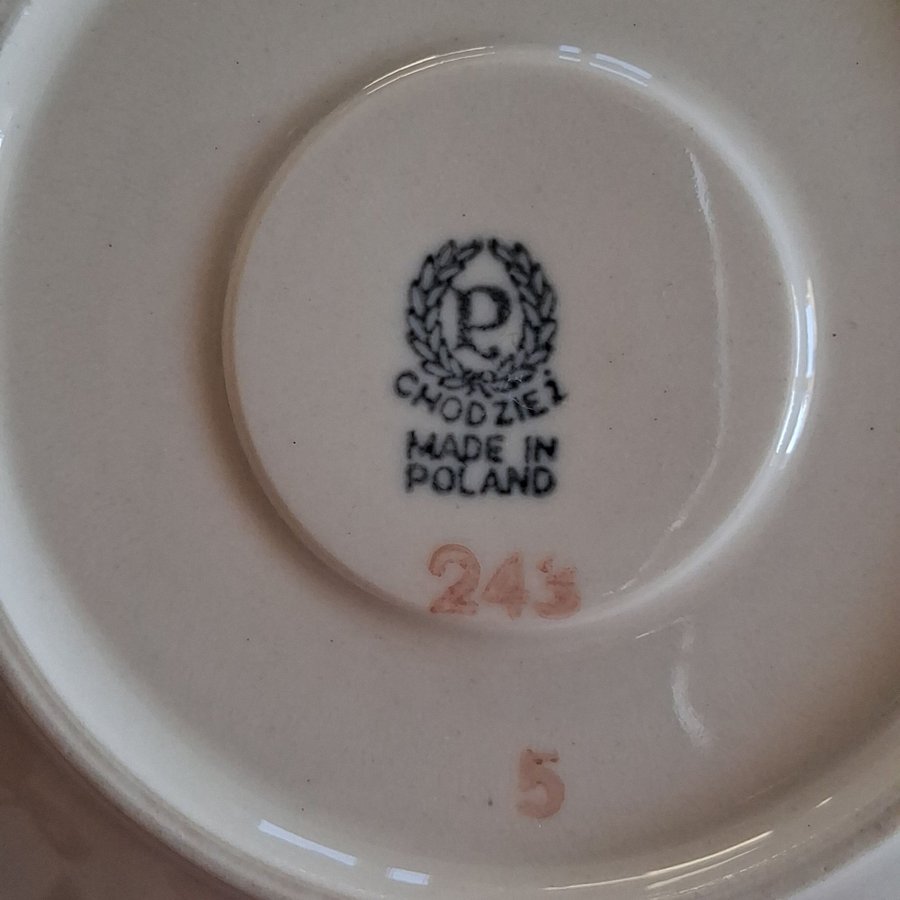 P
CHODZIEŻ
MADE IN
POLAND
243
5